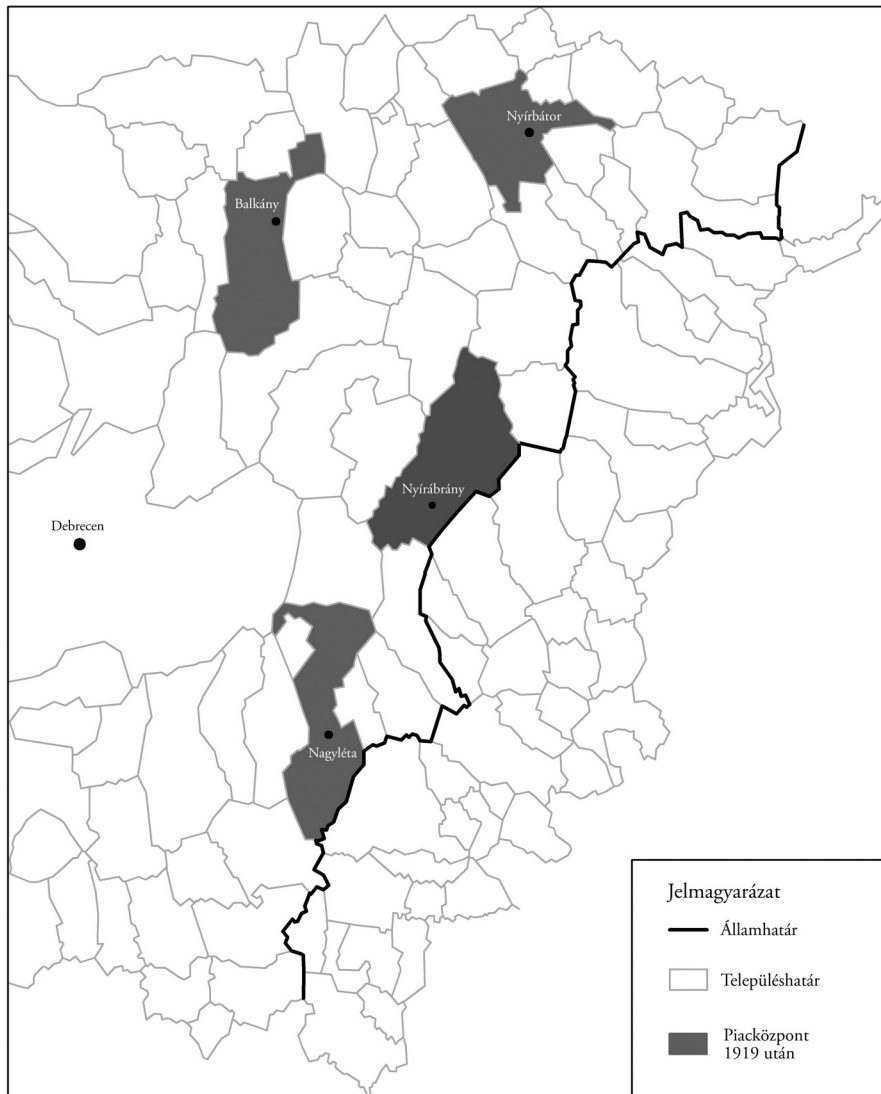 Nyírbátor
Balkány
Nyírábrány
Debrecen
Nagyléta
Jelmagyarázat
Államhatár
Településhatár
Piacközpont
1919 után